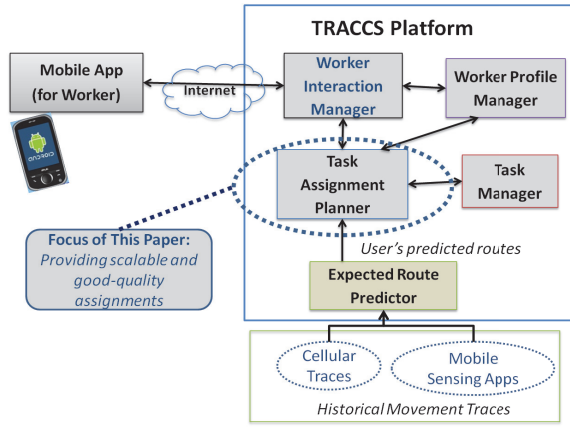 TRACCS Platform
Mobile App
(for Worker)
Internet
Worker
Interaction
Manager
Worker Profile
Manager
Task
Assignment
Planner
Task
Manager
Focus of This Paper:
Providing scalable and
good-quality
assignments
User's predicted routes
Expected Route
Predictor
Cellular
Traces
Mobile
Sensing Apps
Historical Movement Traces